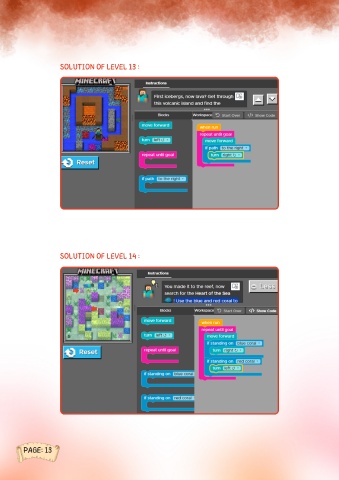 SOLUTION OF LEVEL 13 :
MINECRAFT
Instructions
First icebergs, now lava? Get through
this volcanic island and find the
Blocks
Workspace
Start Over
Show Code
move forward
turn left
repeat until goal
if path to the right
when run
repeat until goal
move forward
if path to the right
turn right
Reset
SOLUTION OF LEVEL 14 :
MINECRAFT
Instructions
You made it to the reef, now
search for the Heart of the Sea
! Use the blue and red coral to
Less
Blocks
Workspace
Start Over
Show Code
move forward
turn left
repeat until goal
if standing on blue coral
if standing on red coral
when run
repeat until goal
move forward
if standing on blue coral
turn right
if standing on red coral
turn left
Reset
PAGE: 13